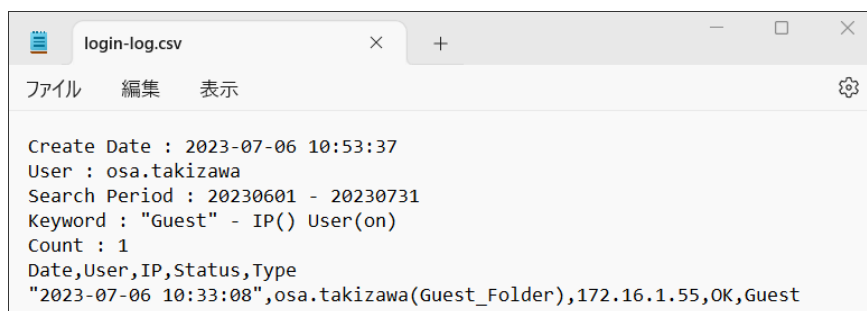 login-log.csv
ファイル 編集 表示
Create Date : 2023-07-06 10:53:37
User : osa.takizawa
Search Period : 20230601 - 20230731
Keyword : "Guest" - IP() User(on)
Count : 1
Date,User,IP,Status,Type
"2023-07-06 10:33:08",osa.takizawa(Guest_Folder),172.16.1.55,OK,Guest